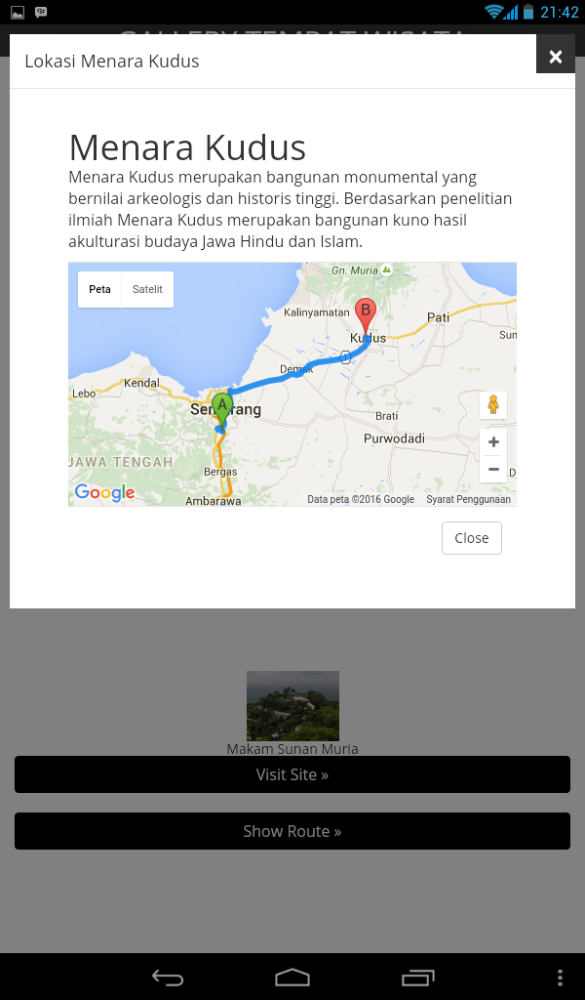 21:42
GALLERY TEMPAT WISATA
Lokasi Menara Kudus
×
Menara Kudus
Menara Kudus merupakan bangunan monumental yang
bernilai arkeologis dan historis tinggi. Berdasarkan penelitian
ilmiah Menara Kudus merupakan bangunan kuno hasil
akulturasi budaya Jawa Hindu dan Islam.
Gn. Muria
Peta Satelit
Kalinyamatan
B
Pati
Kudus
Sun
Demak
Kendal
Lebo
A
Semarang
Brati
Purwodadi
JAWA TENGAH
Bergas
D
Google
Ambarawa
Data peta ©2016 Google Syarat Penggunaan
Close
Makam Sunan Muria
Visit Site »
Show Route »